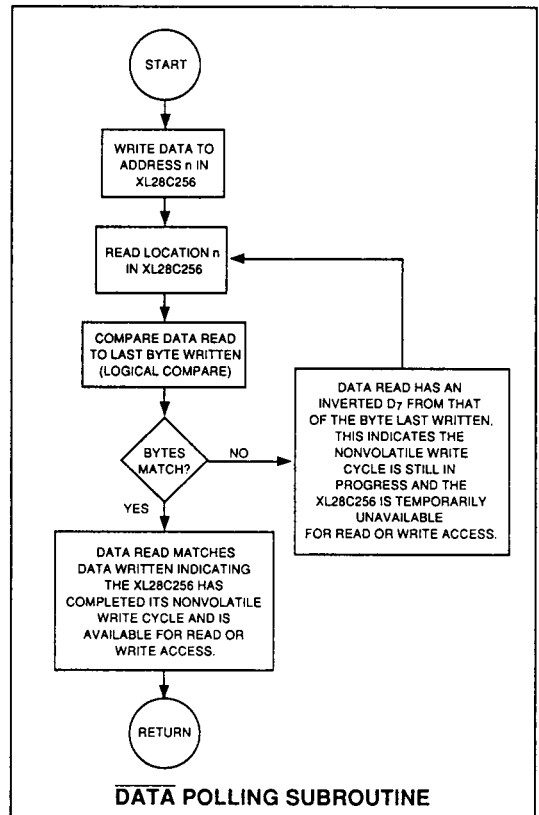 START
WRITE DATA TO
ADDRESS n IN
XL28C256
READ LOCATION n
IN XL28C256
COMPARE DATA READ
TO LAST BYTE WRITTEN
(LOGICAL COMPARE)
BYTES
MATCH?
NO
DATA READ HAS AN
INVERTED D7 FROM THAT
OF THE BYTE LAST WRITTEN.
THIS INDICATES THE
NONVOLATILE WRITE
CYCLE IS STILL IN
PROGRESS AND THE
XL28C256 IS TEMPORARILY
UNAVAILABLE
FOR READ OR WRITE ACCESS.
YES
DATA READ MATCHES
DATA WRITTEN INDICATING
THE XL28C256 HAS
COMPLETED ITS NONVOLATILE
WRITE CYCLE AND IS
AVAILABLE FOR READ OR
WRITE ACCESS.
RETURN
DATA POLLING SUBROUTINE